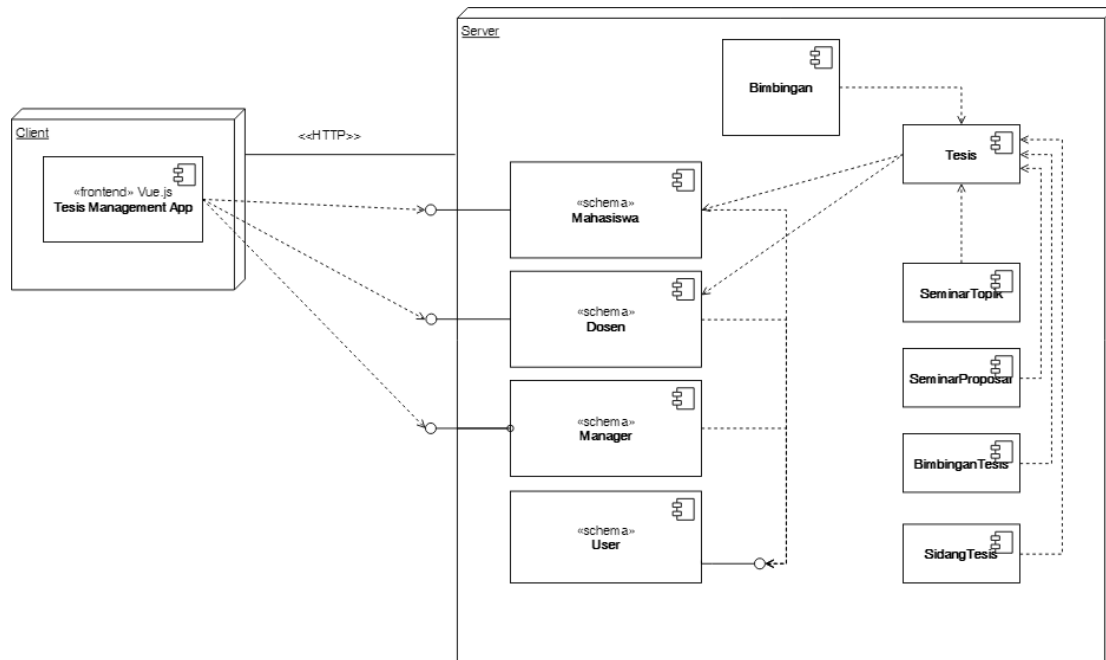 Server
Bimbingan
Client
<<HTTP>>
Tesis
«frontend» Vue.js
Tesis Management App
«schema»
Mahasiswa
SeminarTopik
«schema»
Dosen
SeminarProposal
«schema»
Manager
BimbinganTesis
«schema»
User
SidangTesis